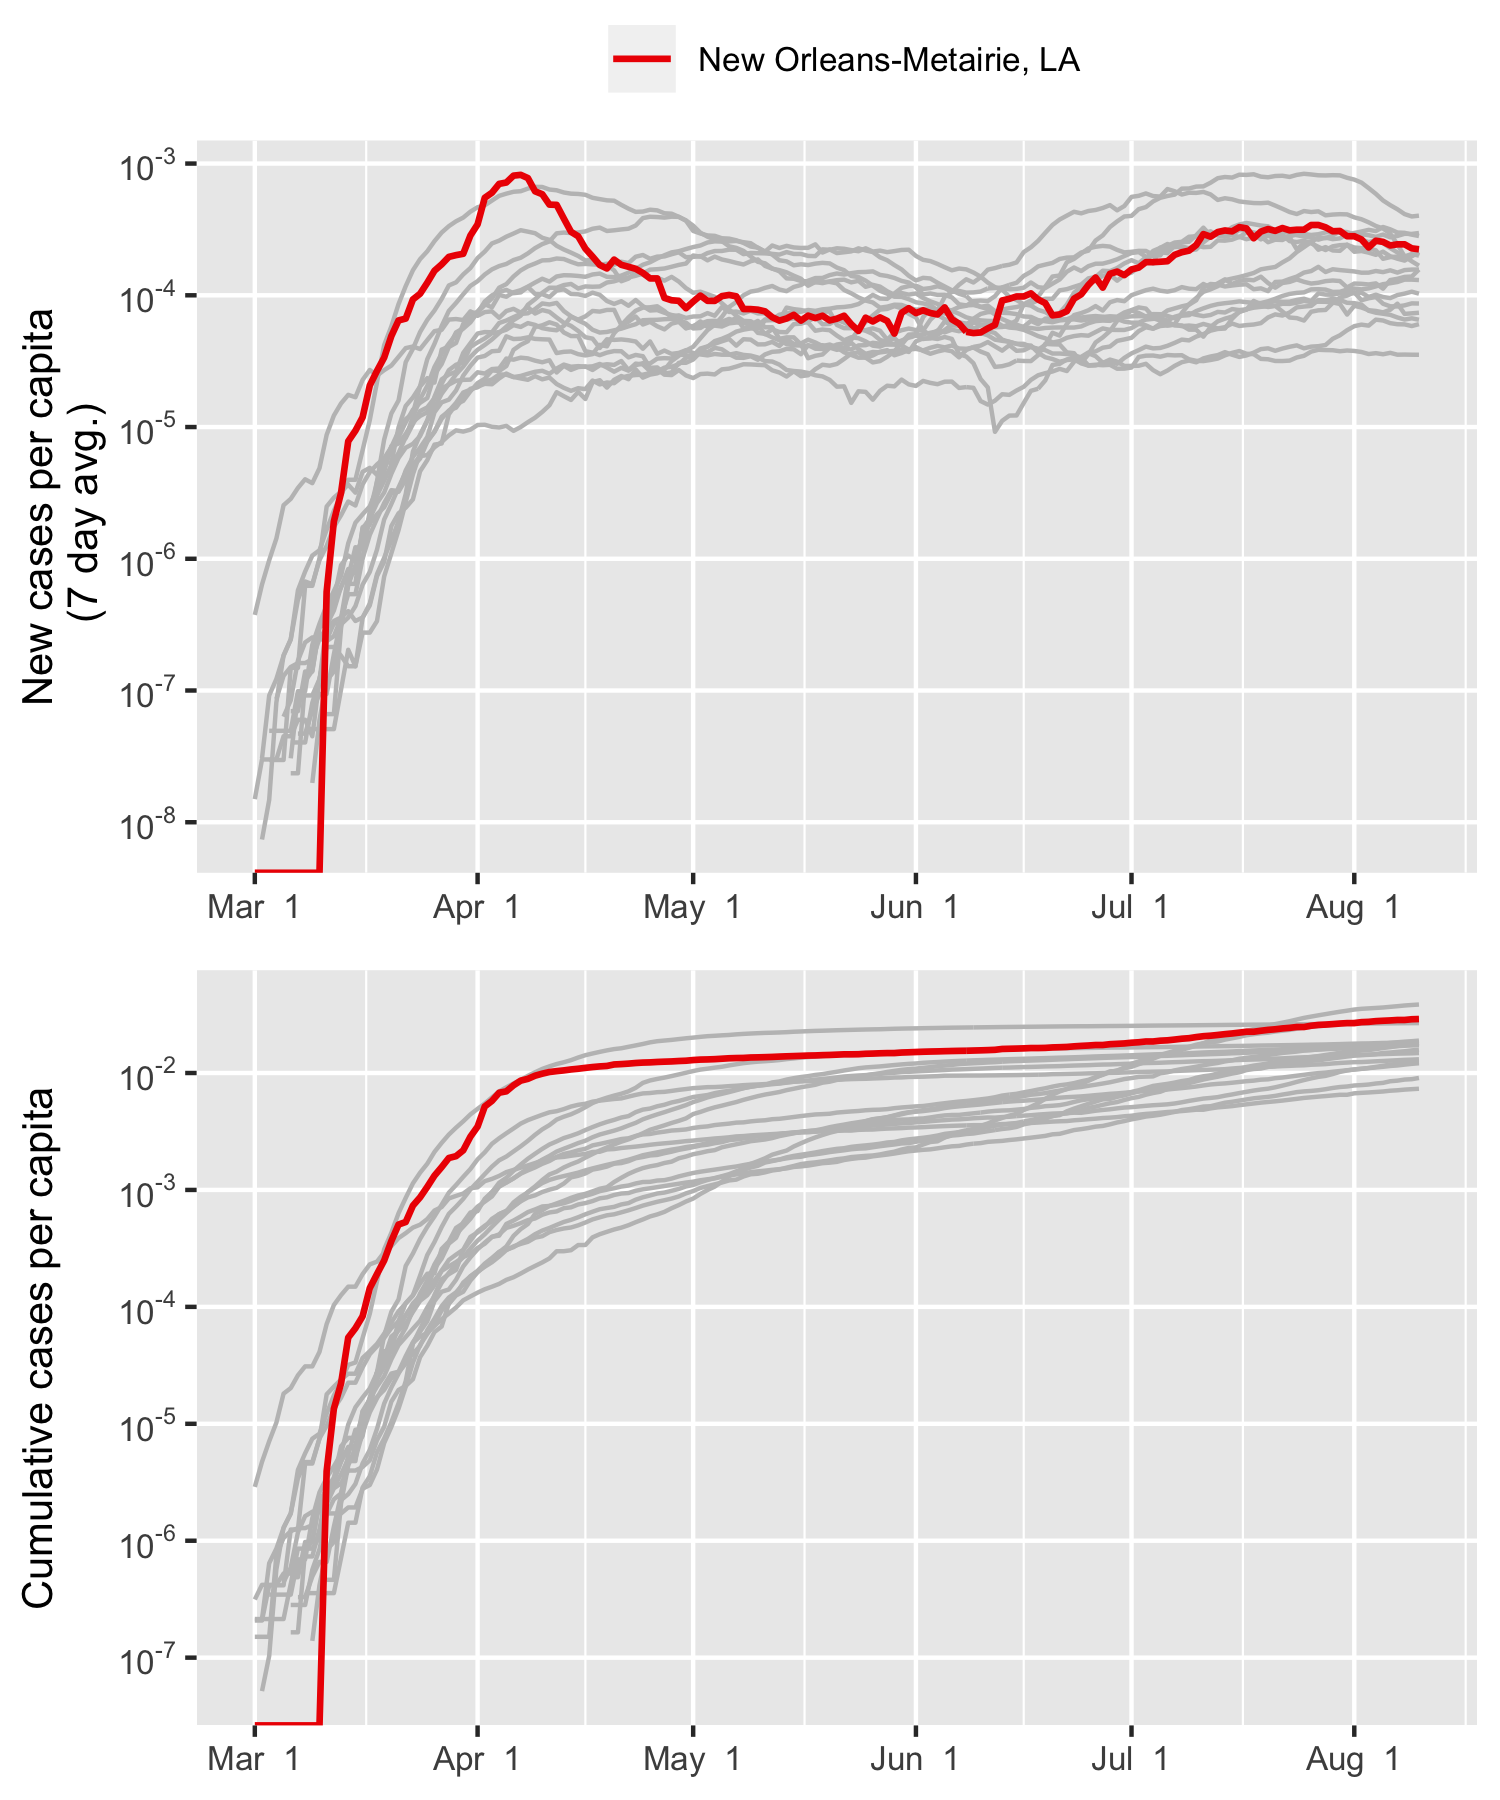 New Orleans-Metairie, LA
New cases per capita
(7 day avg.)
10⁻³
10⁻⁴
10⁻⁵
10⁻⁶
10⁻⁷
10⁻⁸
Mar 1 Apr 1 May 1 Jun 1 Jul 1 Aug 1
Cumulative cases per capita
10⁻²
10⁻³
10⁻⁴
10⁻⁵
10⁻⁶
10⁻⁷
Mar 1 Apr 1 May 1 Jun 1 Jul 1 Aug 1